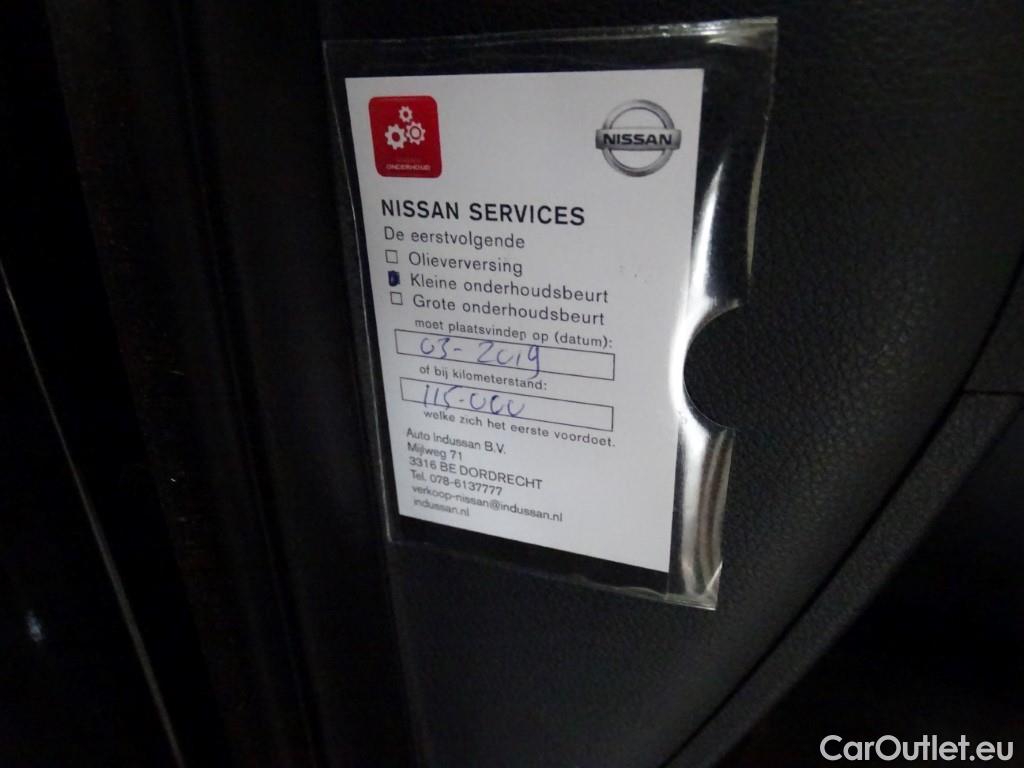 ONDERHOUD
NISSAN
NISSAN SERVICES
De eerstvolgende
Olieverversing
Kleine onderhoudsbeurt
Grote onderhoudsbeurt
moet plaatsvinden op (datum):
03-2019
of bij kilometerstand:
115-000
welke zich het eerste voordoet.
Auto Indussan B.V.
Mijlweg 71
3316 BE DORDRECHT
Tel. 078-6137777
verkoop-nissan@indussan.nl
indussan.nl
CarOutlet.eu